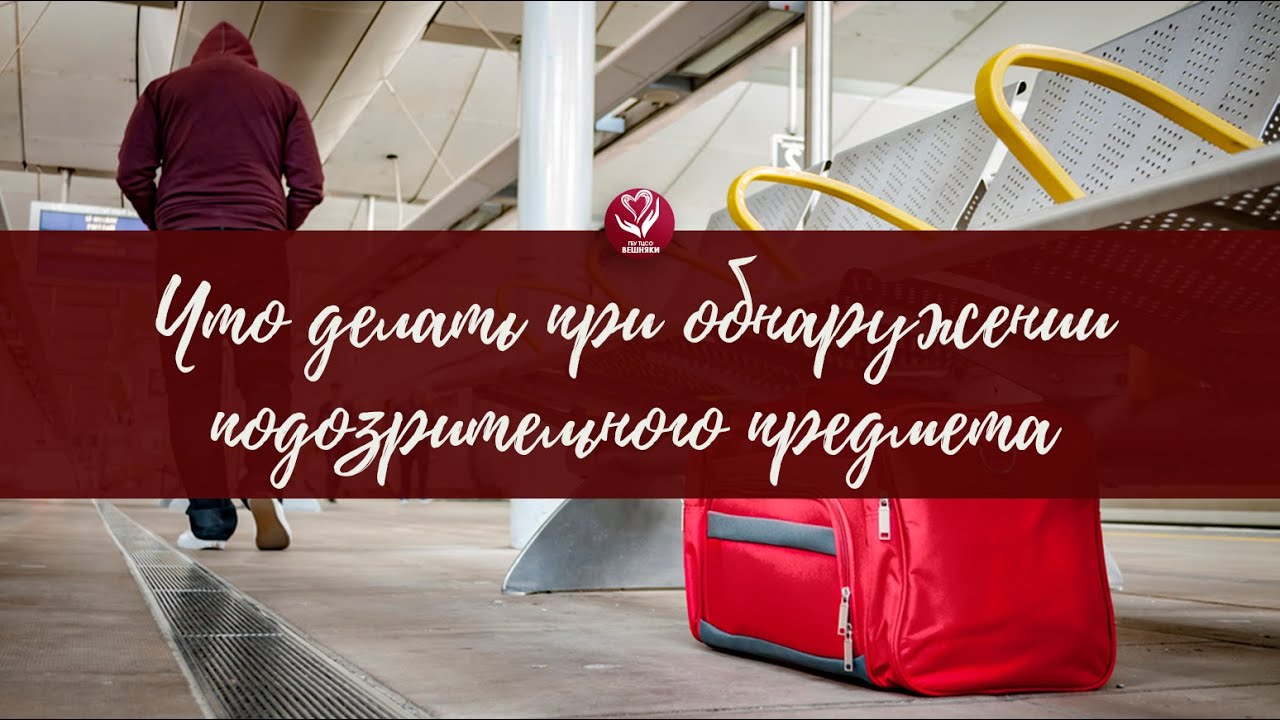 ГБУ ТЦСО
ВЕШНЯКИ
Что делать при обнаружении
подозрительного предмета